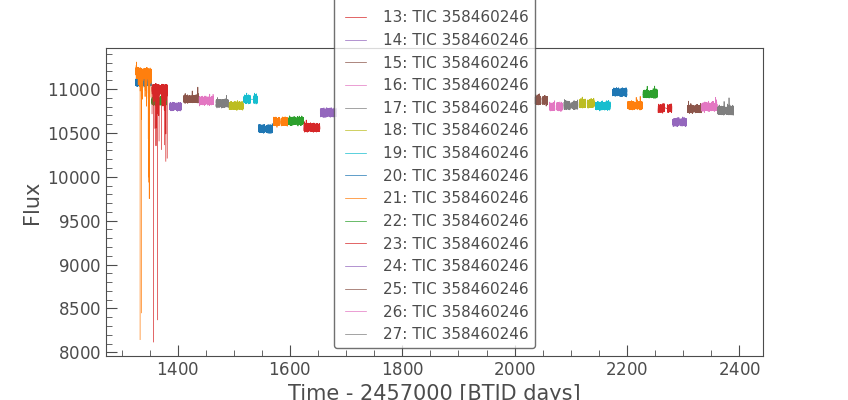 13: TIC 358460246
14: TIC 358460246
15: TIC 358460246
16: TIC 358460246
17: TIC 358460246
18: TIC 358460246
19: TIC 358460246
20: TIC 358460246
21: TIC 358460246
22: TIC 358460246
23: TIC 358460246
24: TIC 358460246
25: TIC 358460246
26: TIC 358460246
27: TIC 358460246
Flux
11000
10500
10000
9500
9000
8500
8000
1400
1600
1800
2000
2200
2400
Time - 2457000 [BTJD days]